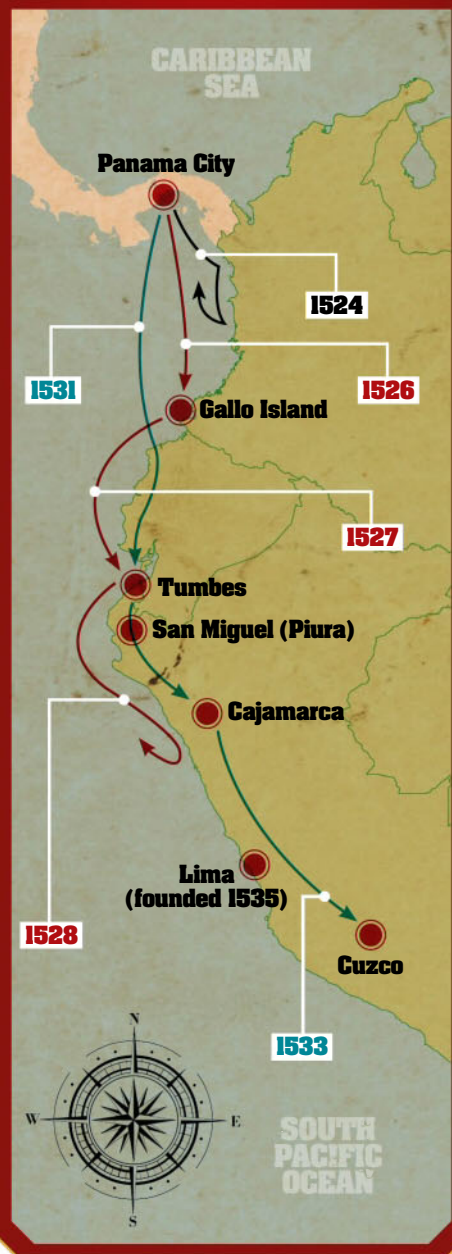 CARIBBEAN
SEA
Panama City
1524
1531
1526
Gallo Island
1527
Tumbes
San Miguel (Piura)
Cajamarca
Lima
(founded 1535)
1528
Cuzco
1533
N
W
E
S
SOUTH
PACIFIC
OCEAN